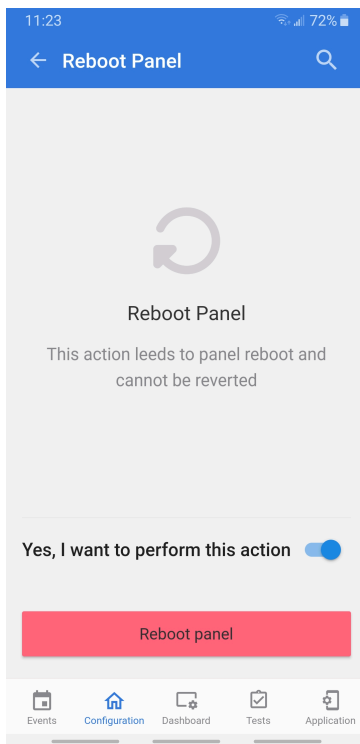 11:23 72%
Reboot Panel
Reboot Panel
This action leeds to panel reboot and
cannot be reverted
Yes, I want to perform this action
Reboot panel
Events Configuration Dashboard Tests Application